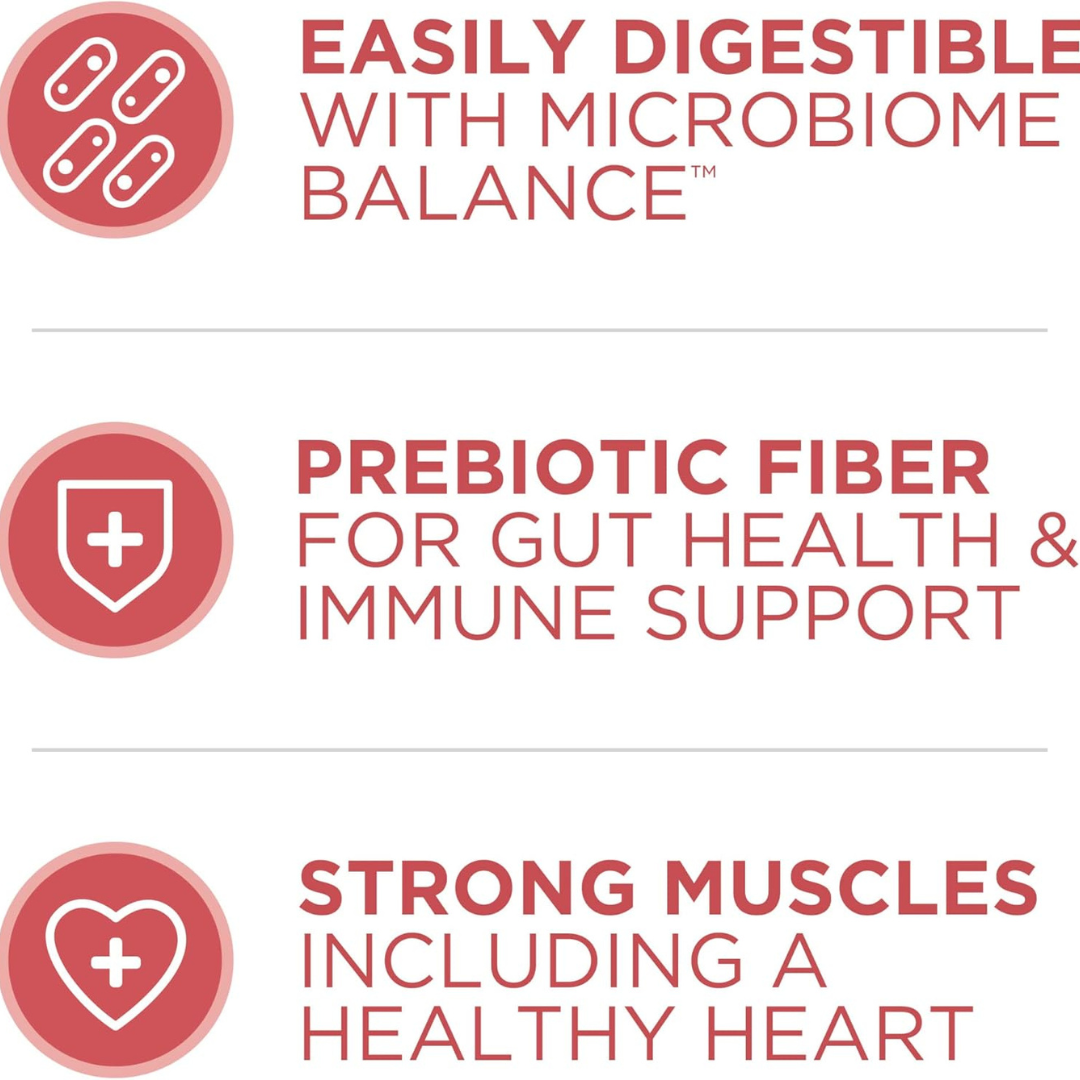 EASILY DIGESTIBLE
WITH MICROBIOME
BALANCE™
PREBIOTIC FIBER
FOR GUT HEALTH &
IMMUNE SUPPORT
STRONG MUSCLES
INCLUDING A
HEALTHY HEART